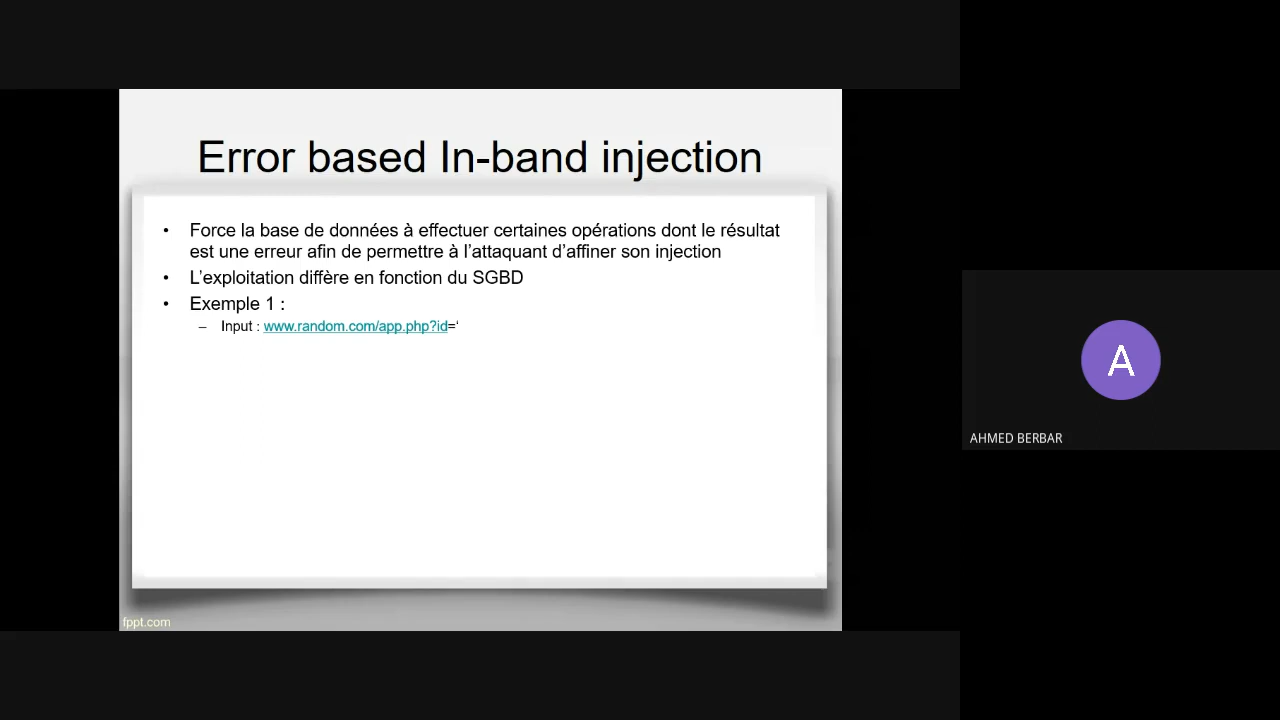 Error based In-band injection
• Force la base de données à effectuer certaines opérations dont le résultat
est une erreur afin de permettre à l’attaquant d’affiner son injection
• L’exploitation diffère en fonction du SGBD
• Exemple 1 :
– Input : www.random.com/app.php?id=‘
fppt.com
A
AHMED BERBAR